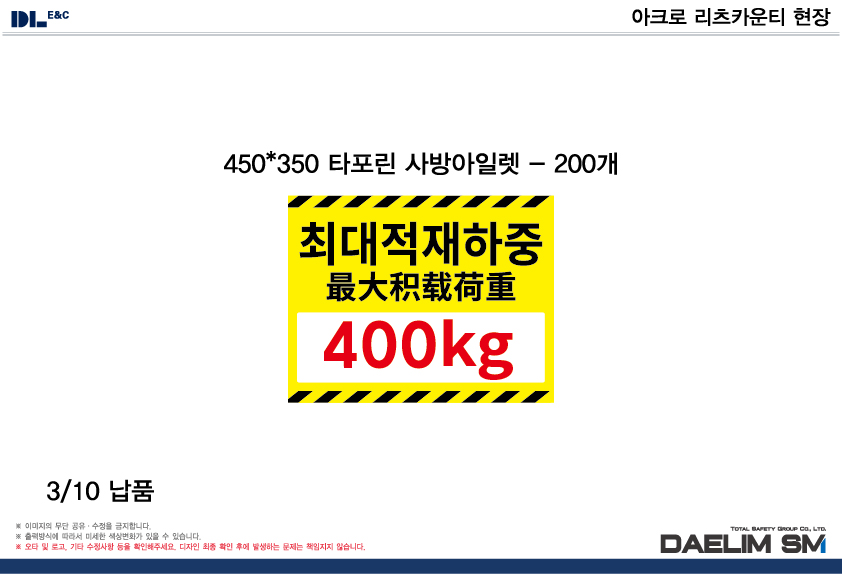 DL E&C
아크로 리츠카운티 현장
450*350 타포린 사방아일렛 - 200개
최대적재하중
最大积载荷重
400kg
3/10 납품
※ 이미지의 무단 공유·수정을 금지합니다.
※ 출력방식에 따라서 미세한 색상변화가 있을 수 있습니다.
※ 오타 및 로고, 기타 수정사항 등을 확인해주세요. 디자인 최종 확인 후에 발생하는 문제는 책임지지 않습니다.
TOTAL SAFETY GROUP CO., LTD.
DAELIM SM